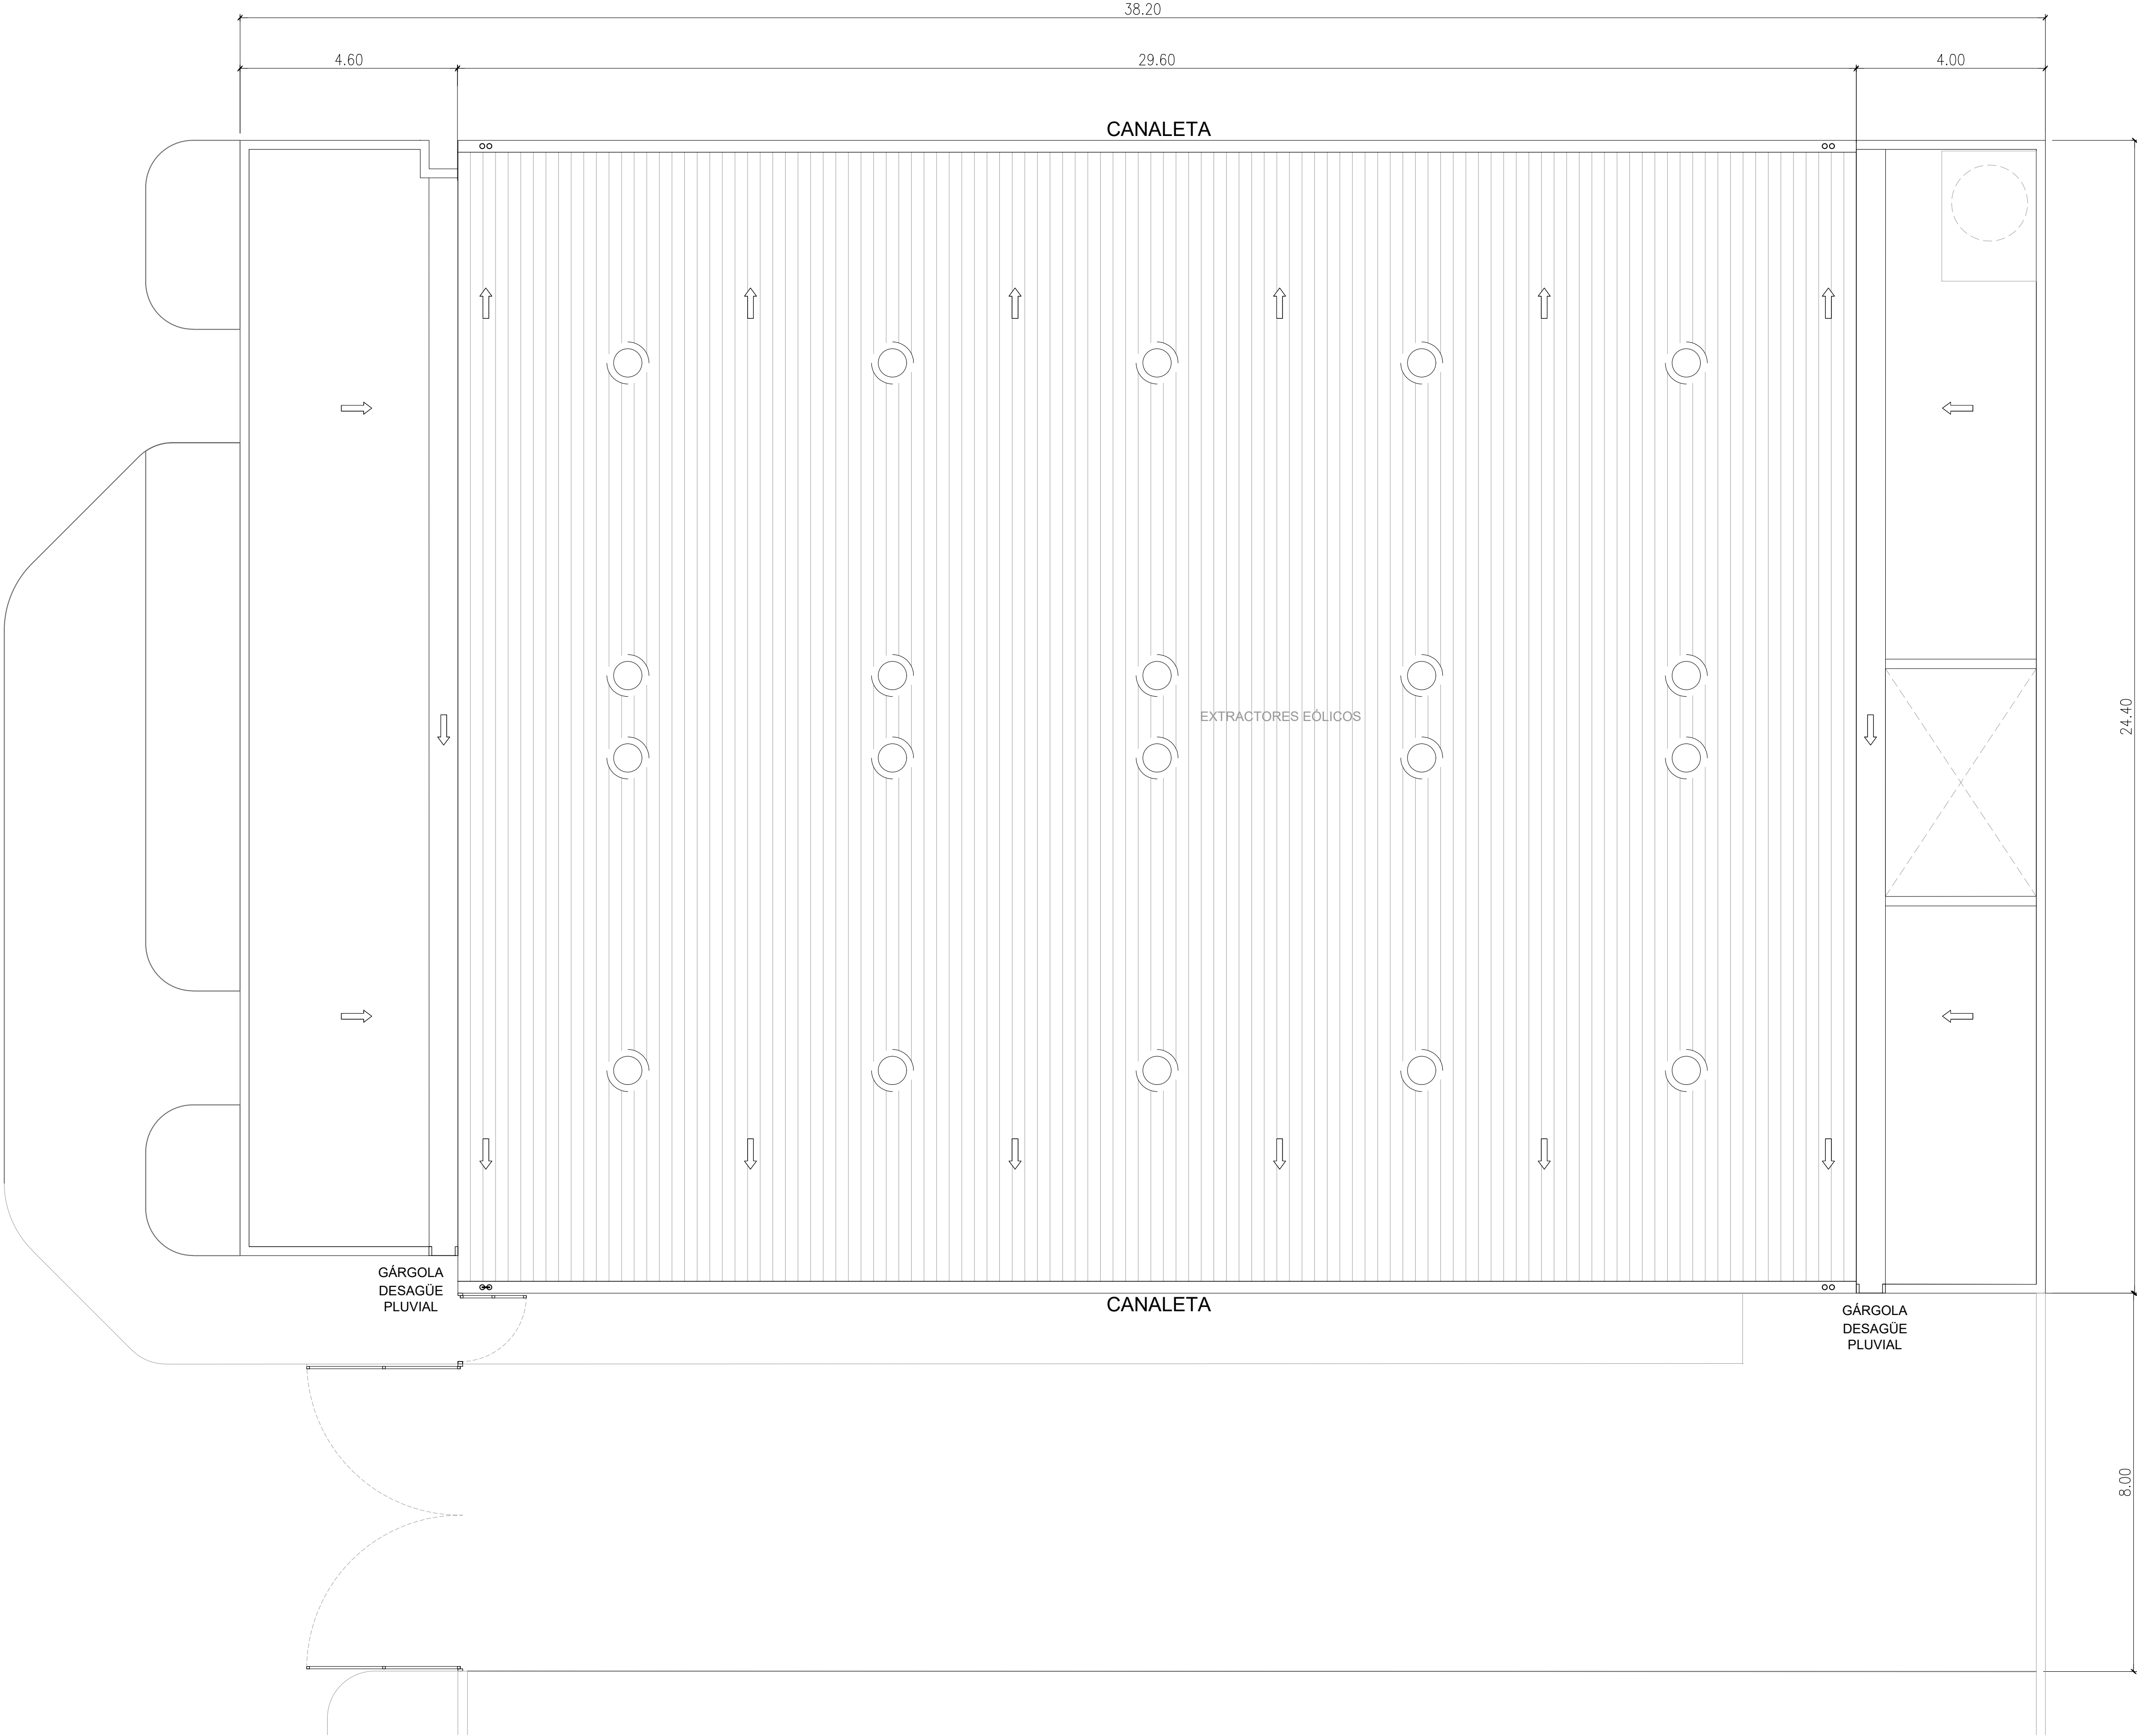 38.20
4.60
29.60
4.00
CANALETA
EXTRACTORES EÓLICOS
24.40
GÁRGOLA
DESAGÜE
PLUVIAL
CANALETA
GÁRGOLA
DESAGÜE
PLUVIAL
8.00